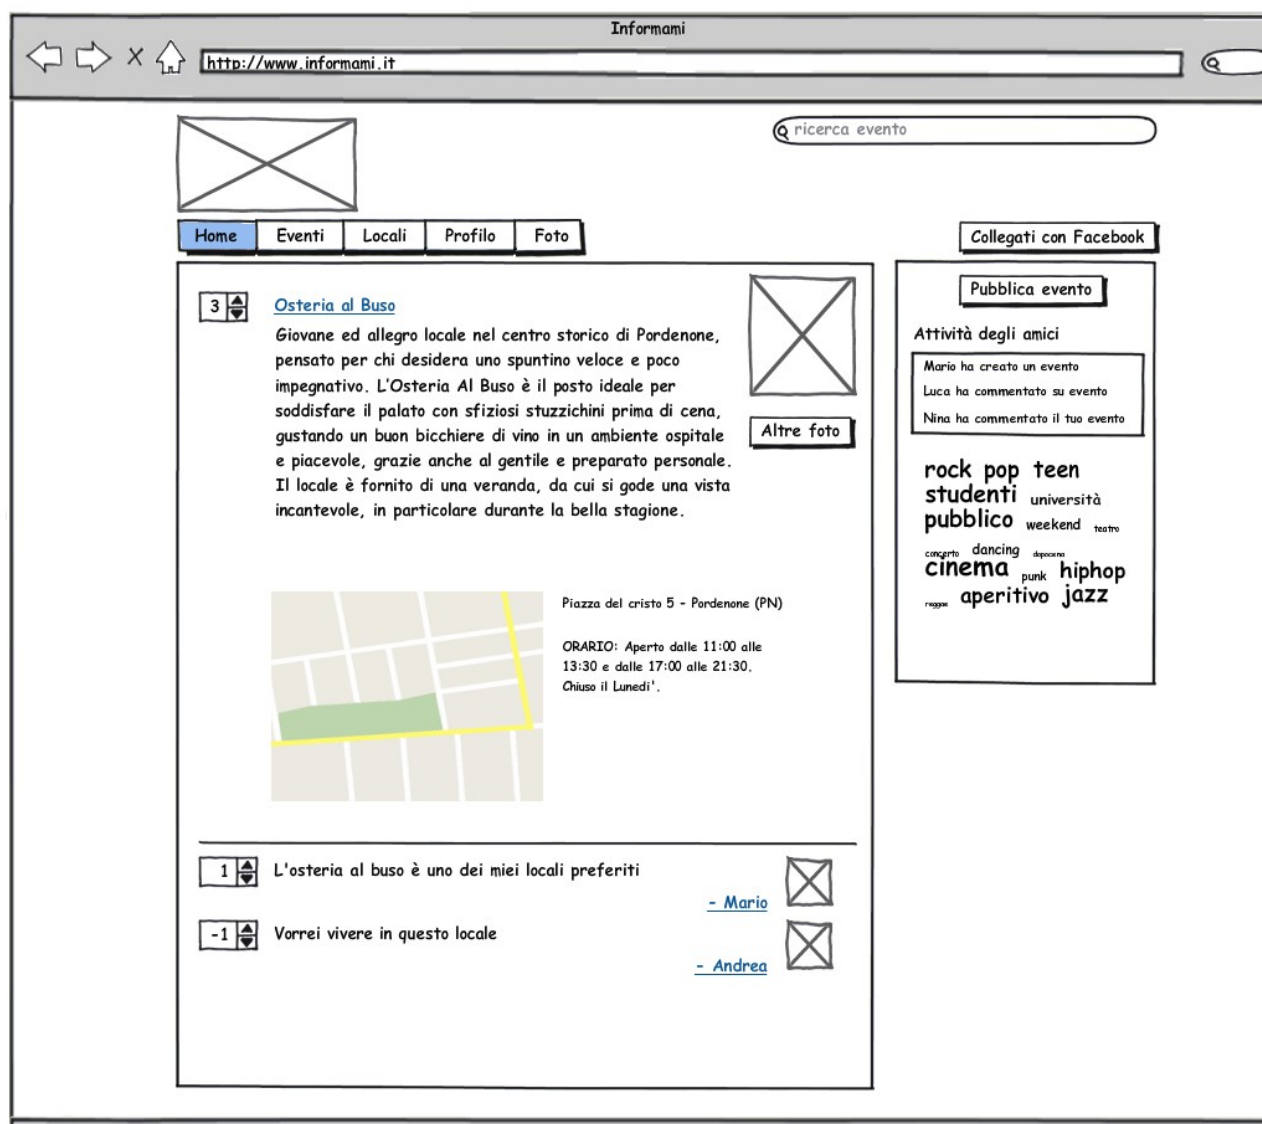 Informami
http://www.informami.it
ricerca evento
Home Eventi Locali Profilo Foto
Collegati con Facebook
3
Osteria al Buso
Giovane ed allegro locale nel centro storico di Pordenone,
pensato per chi desidera uno spuntino veloce e poco
impegnativo. L'Osteria Al Buso è il posto ideale per
soddisfare il palato con sfiziosi stuzzichini prima di cena,
gustando un buon bicchiere di vino in un ambiente ospitale
e piacevole, grazie anche al gentile e preparato personale.
Il locale è fornito di una veranda, da cui si gode una vista
incantevole, in particolare durante la bella stagione.
Altre foto
Piazza del cristo 5 - Pordenone (PN)
ORARIO: Aperto dalle 11:00 alle
13:30 e dalle 17:00 alle 21:30.
Chiuso il Lunedi'.
1
L'osteria al buso è uno dei miei locali preferiti
- Mario
-1
Vorrei vivere in questo locale
- Andrea
Pubblica evento
Attività degli amici
Mario ha creato un evento
Luca ha commentato su evento
Nina ha commentato il tuo evento
rock pop teen
studenti università
pubblico weekend teatro
concerto dancing dopocena
cinema punk hiphop
reggae aperitivo jazz